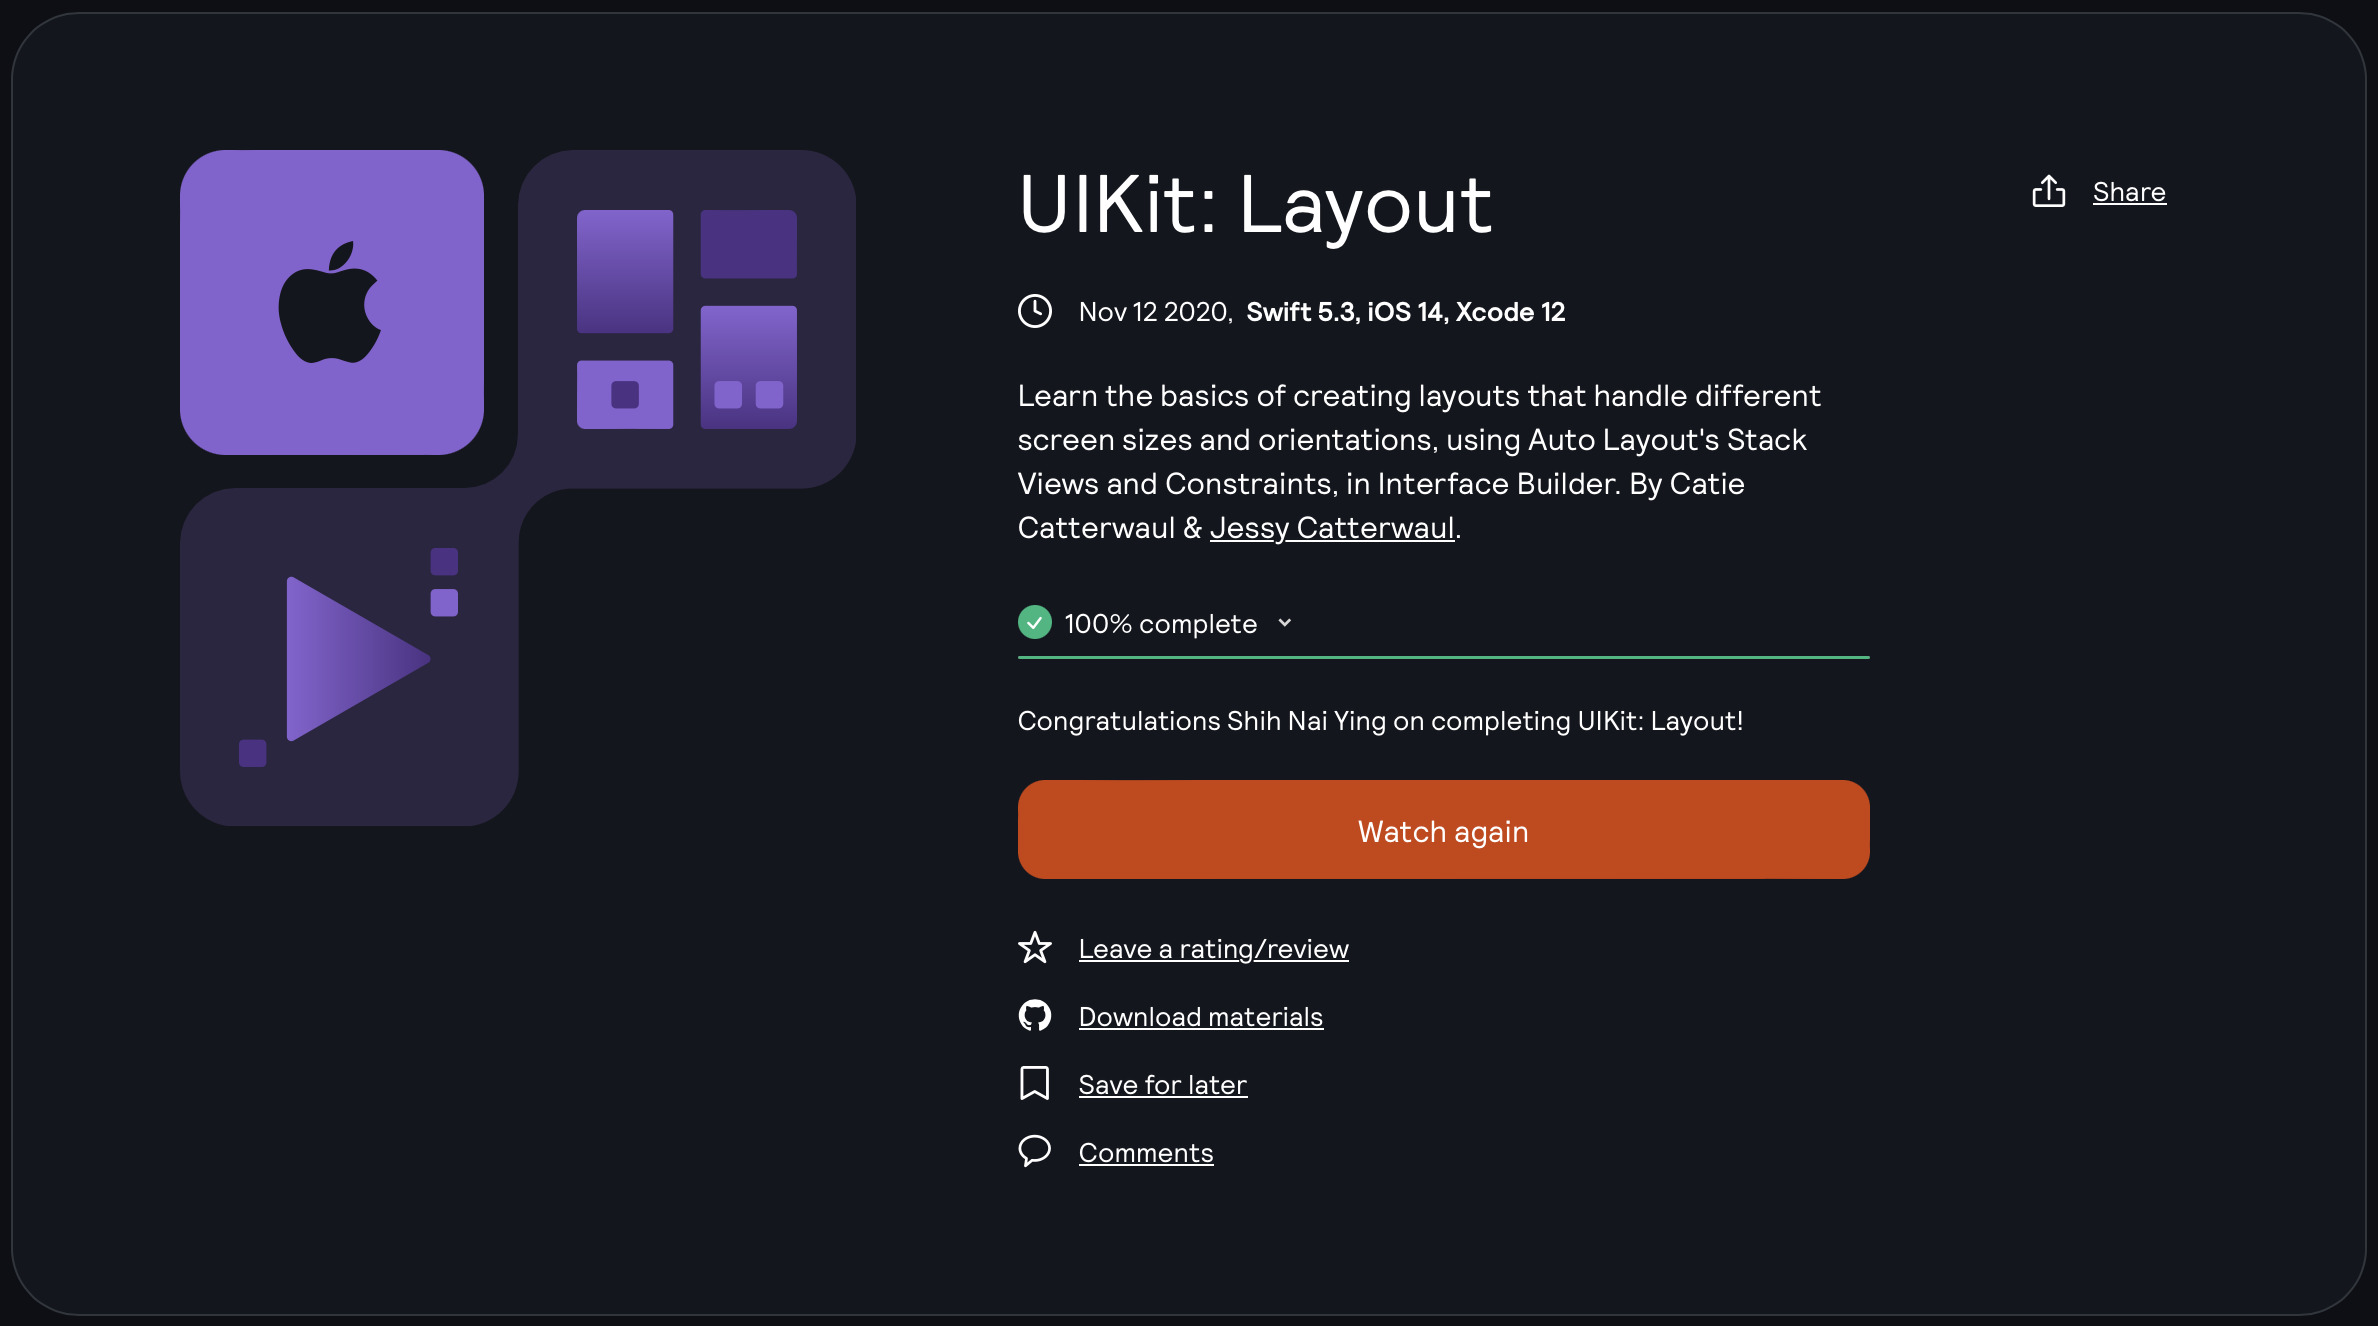 UIKit: Layout
Share
Nov 12 2020, Swift 5.3, iOS 14, Xcode 12
Learn the basics of creating layouts that handle different
screen sizes and orientations, using Auto Layout's Stack
Views and Constraints, in Interface Builder. By Catie
Catterwaul & Jessy Catterwaul.
100% complete
Congratulations Shih Nai Ying on completing UIKit: Layout!
Watch again
Leave a rating/review
Download materials
Save for later
Comments